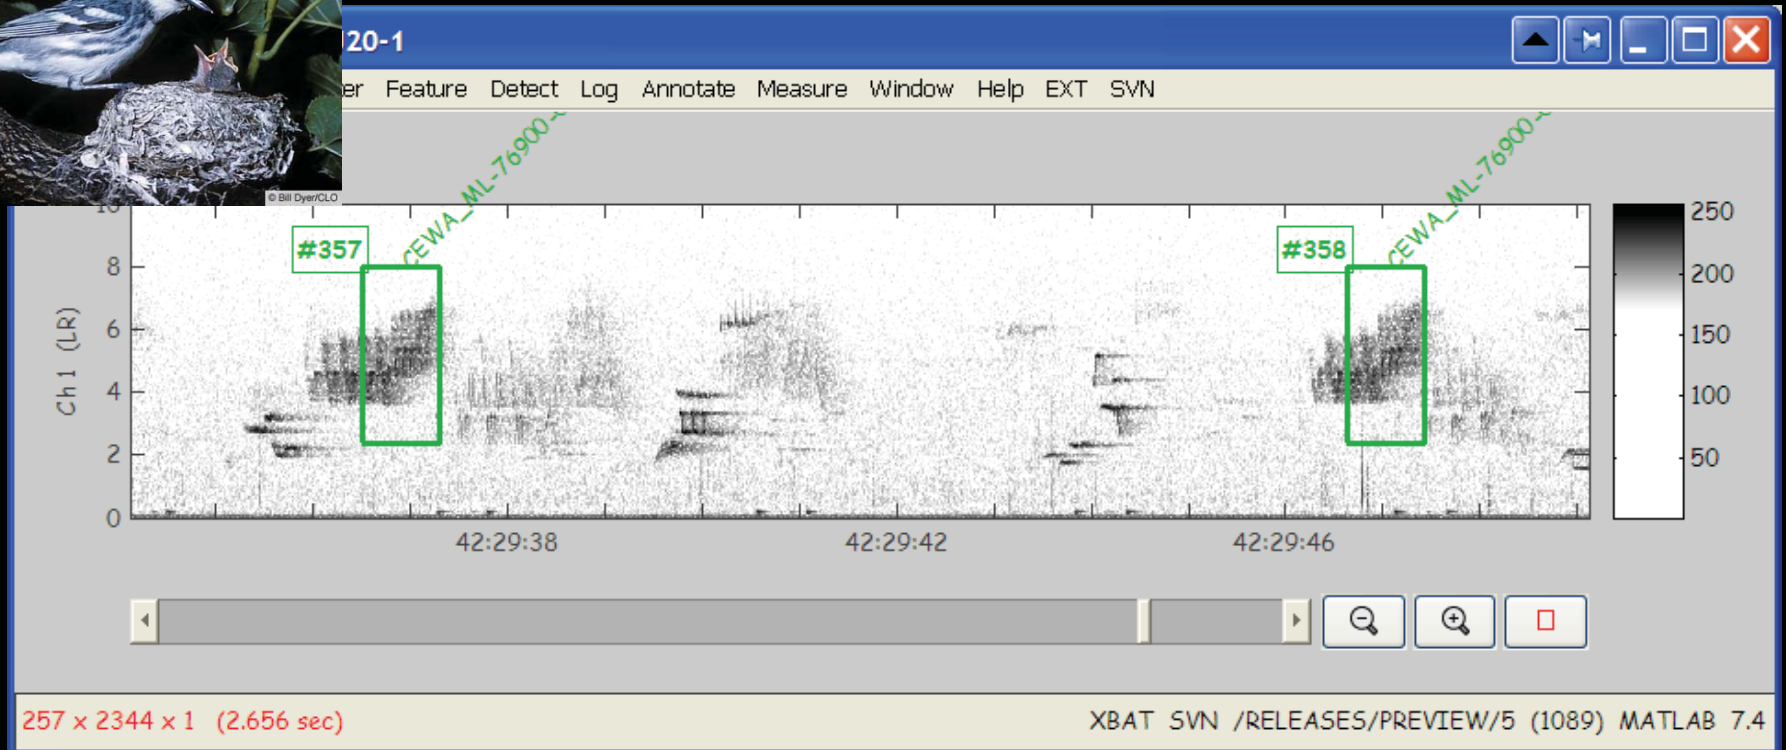 J20-1
Feature Detect Log Annotate Measure Window Help EXT SVN
© Bill Dyer/CLO
CEWA_ML-76900-
CEWA_ML-76900-
#357
#358
Ch 1 (LR)
10
8
6
4
2
0
42:29:38
42:29:42
42:29:46
250
200
150
100
50
257 x 2344 x 1 (2.656 sec)
XBAT SVN /RELEASES/PREVIEW/5 (1089) MATLAB 7.4